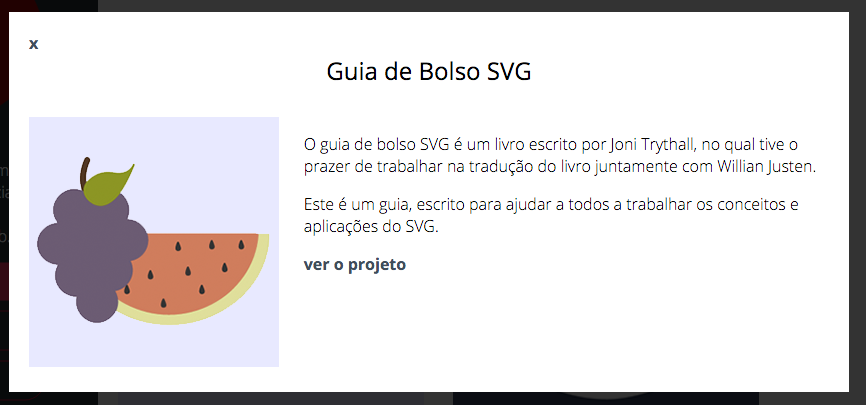 x
Guia de Bolso SVG
O guia de bolso SVG é um livro escrito por Joni Trythall, no qual tive o
prazer de trabalhar na tradução do livro juntamente com Willian Justen.
Este é um guia, escrito para ajudar a todos a trabalhar os conceitos e
aplicações do SVG.
ver o projeto